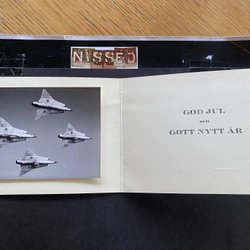 NISSED
GOD JUL
och
GOTT NYTT ÅR